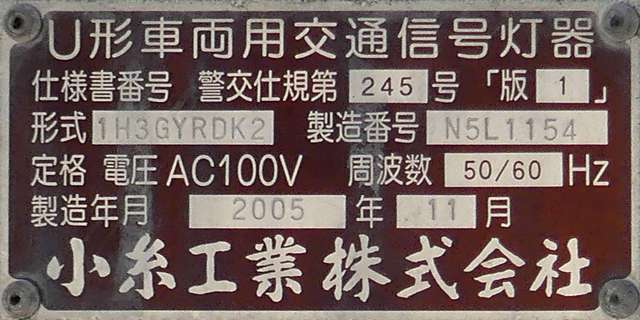 U形車両用交通信号灯器
仕様書番号 警交仕規第 245 号 「版 1 」
形式 1H3GYRDK2 製造番号 N5L1154
定格 電圧 AC100V 周波数 50/60 Hz
製造年月 2005 年 11 月
小糸工業株式会社